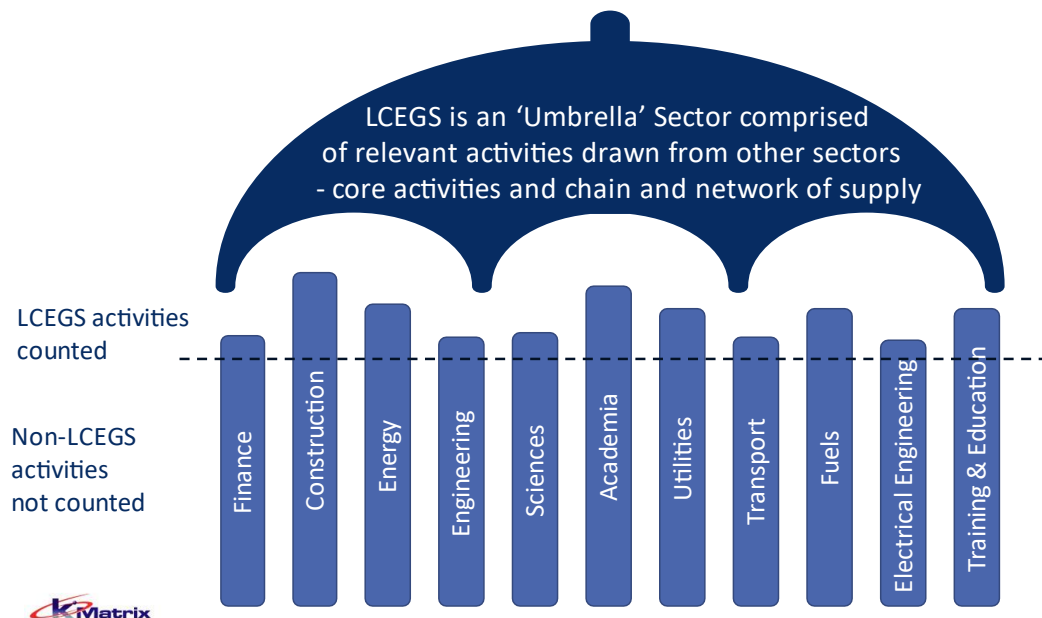 LCEGS is an ‘Umbrella’ Sector comprised
of relevant activities drawn from other sectors
- core activities and chain and network of supply
LCEGS activities
counted
Non-LCEGS
activities
not counted
Finance
Construction
Energy
Engineering
Sciences
Academia
Utilities
Transport
Fuels
Electrical Engineering
Training & Education
kMatrix